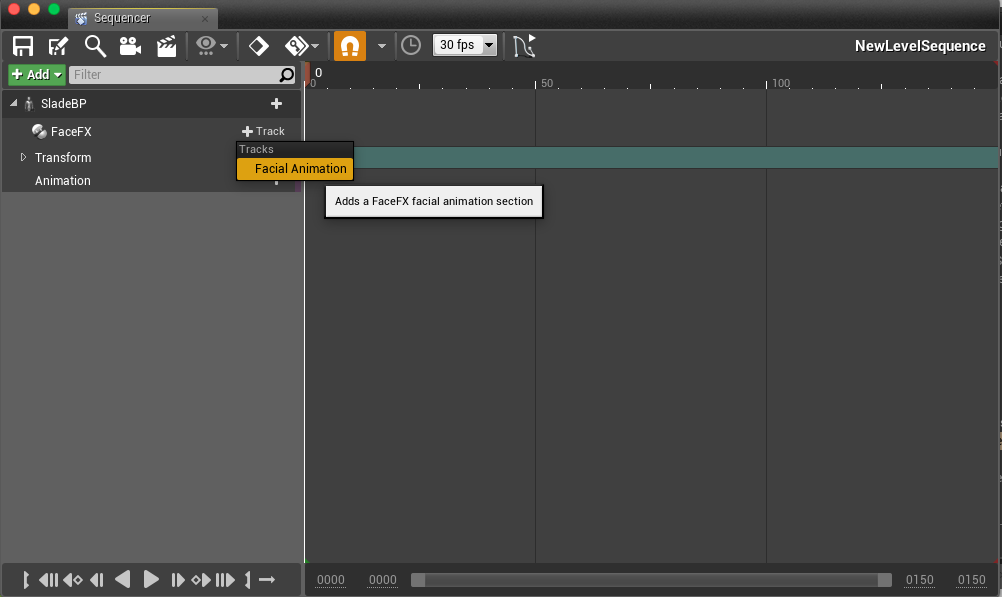 Sequencer
30 fps
NewLevelSequence
Add
Filter
0
0 50 100
SladeBP
FaceFX
Track
Tracks
Transform
Facial Animation
Animation
Adds a FaceFX facial animation section
0000 0000 0150 0150